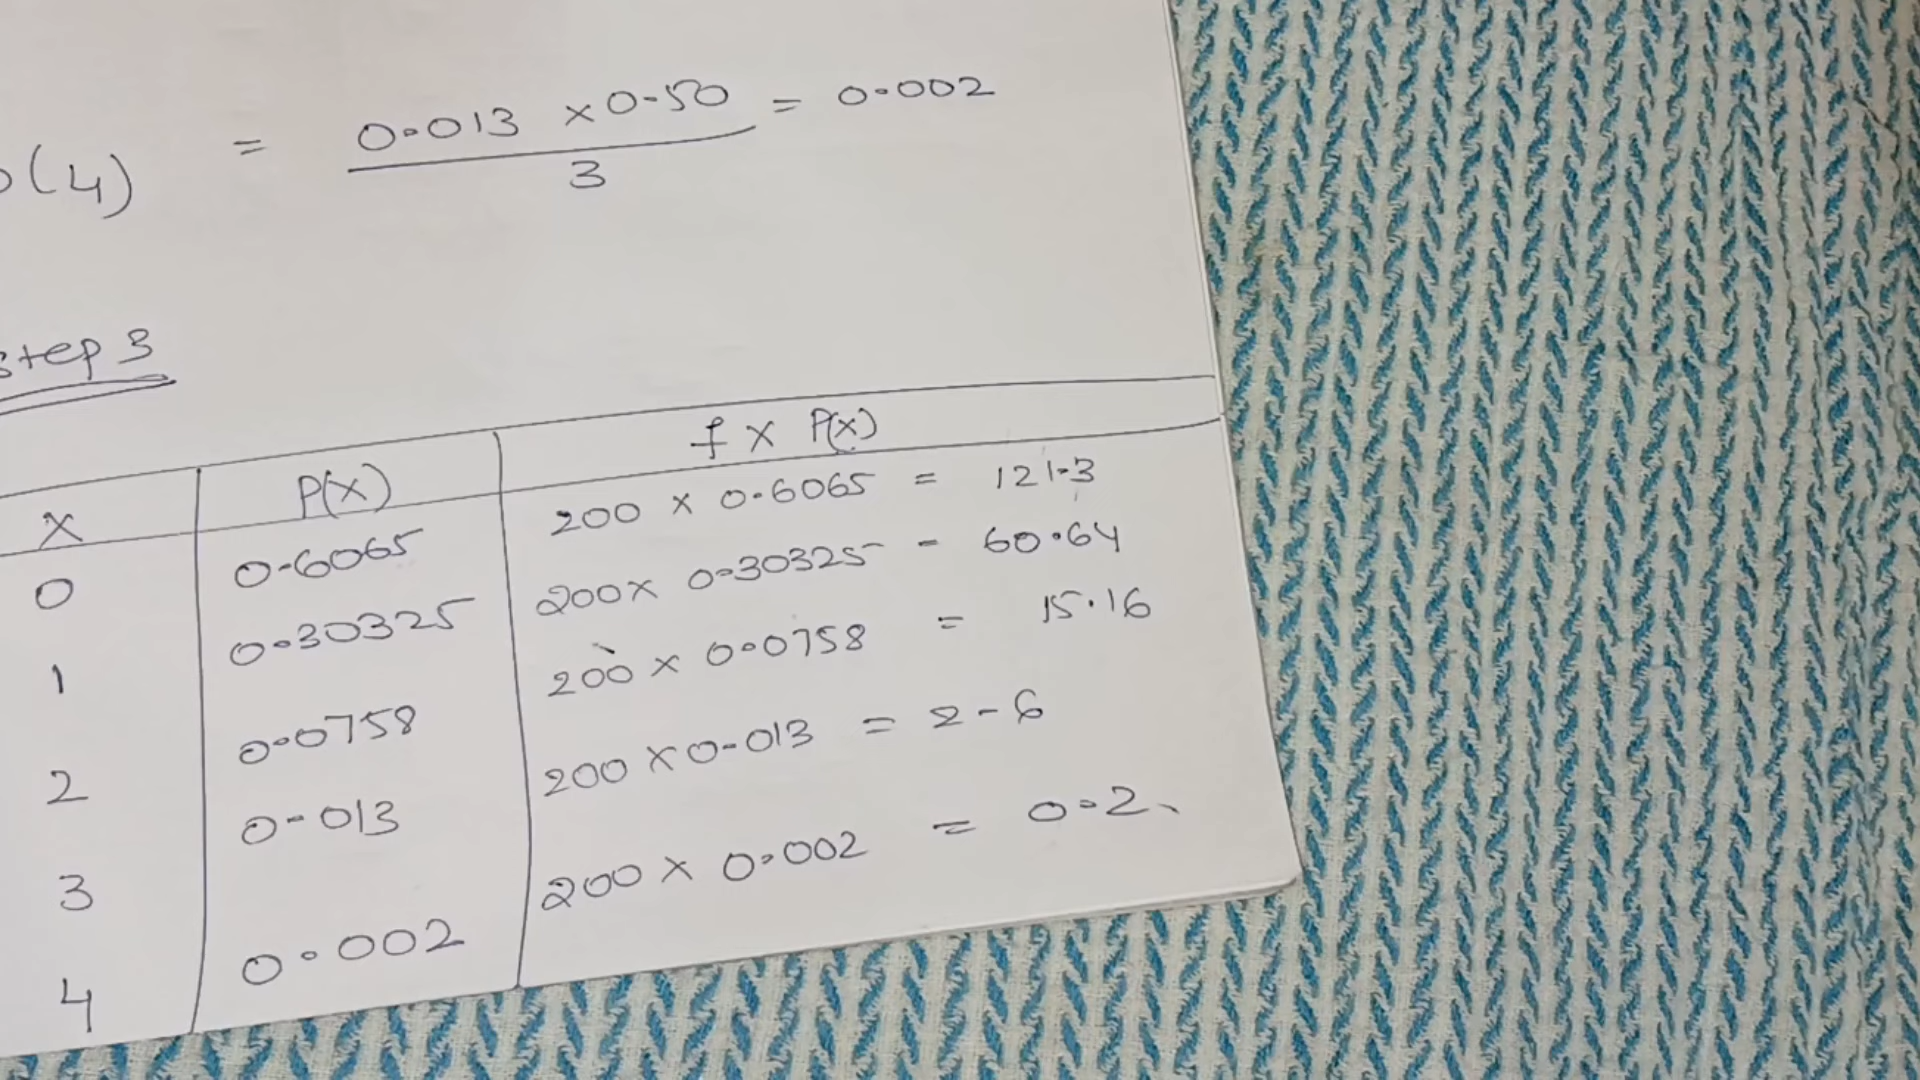 P(4) = 0.013 x 0.50 / 3 = 0.002
Step 3
x P(x) f x P(x)
0 0.6065 200 x 0.6065 = 121.3
1 0.30325 200 x 0.30325 = 60.64
2 0.0758 200 x 0.0758 = 15.16
3 0.013 200 x 0.013 = 2.6
4 0.002 200 x 0.002 = 0.2